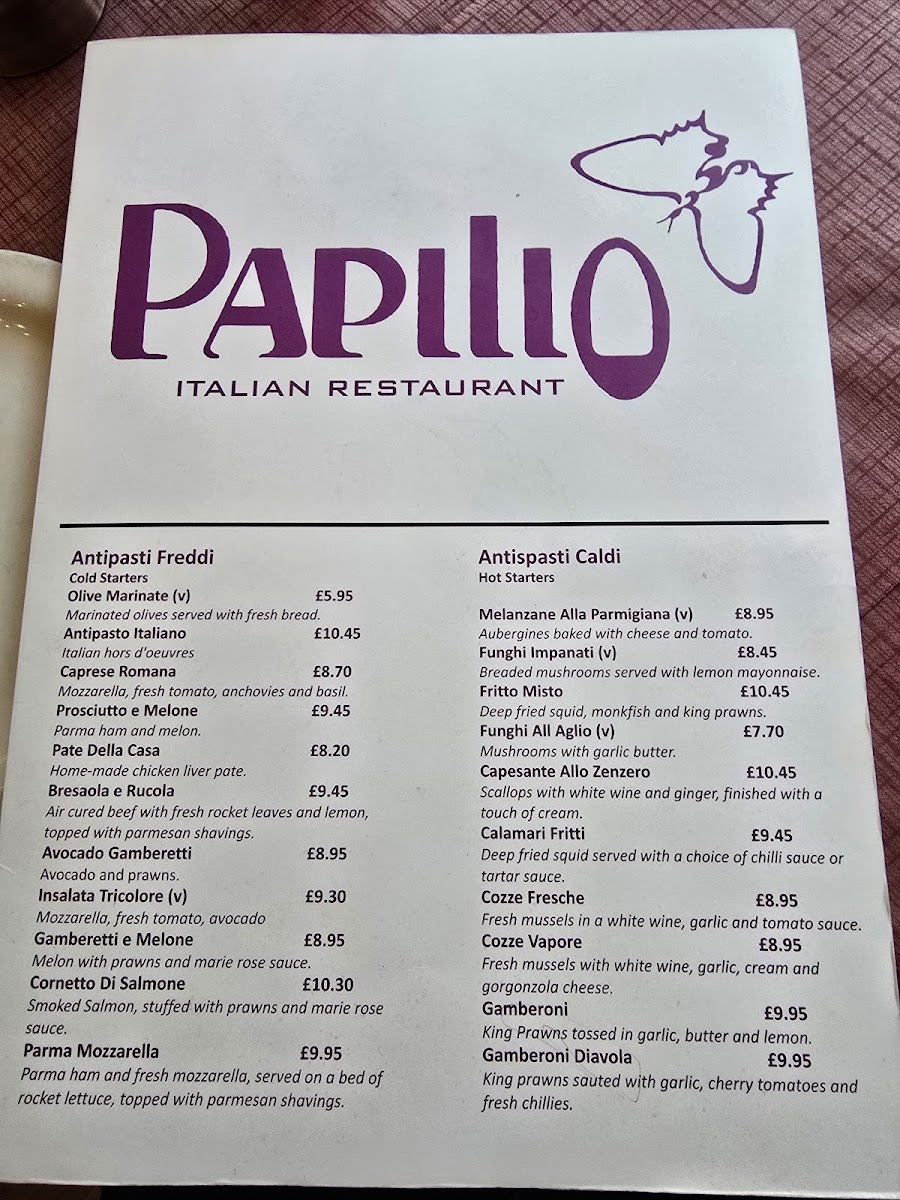 PAPILIO
ITALIAN RESTAURANT
Antipasti Freddi
Cold Starters
Olive Marinate (v) £5.95
Marinated olives served with fresh bread.
Antipasto Italiano £10.45
Italian hors d'oeuvres
Caprese Romana £8.70
Mozzarella, fresh tomato, anchovies and basil.
Prosciutto e Melone £9.45
Parma ham and melon.
Pate Della Casa £8.20
Home-made chicken liver pate.
Bresaola e Rucola £9.45
Air cured beef with fresh rocket leaves and lemon,
topped with parmesan shavings.
Avocado Gamberetti £8.95
Avocado and prawns.
Insalata Tricolore (v) £9.30
Mozzarella, fresh tomato, avocado
Gamberetti e Melone £8.95
Melon with prawns and marie rose sauce.
Cornetto Di Salmone £10.30
Smoked Salmon, stuffed with prawns and marie rose
sauce.
Parma Mozzarella £9.95
Parma ham and fresh mozzarella, served on a bed of
rocket lettuce, topped with parmesan shavings.
Antispasti Caldi
Hot Starters
Melanzane Alla Parmigiana (v) £8.95
Aubergines baked with cheese and tomato.
Funghi Impanati (v) £8.45
Breaded mushrooms served with lemon mayonnaise.
Fritto Misto £10.45
Deep fried squid, monkfish and king prawns.
Funghi All Aglio (v) £7.70
Mushrooms with garlic butter.
Capesante Allo Zenzero £10.45
Scallops with white wine and ginger, finished with a
touch of cream.
Calamari Fritti £9.45
Deep fried squid served with a choice of chilli sauce or
tartar sauce.
Cozze Fresche £8.95
Fresh mussels in a white wine, garlic and tomato sauce.
Cozze Vapore £8.95
Fresh mussels with white wine, garlic, cream and
gorgonzola cheese.
Gamberoni £9.95
King Prawns tossed in garlic, butter and lemon.
Gamberoni Diavola £9.95
King prawns sauted with garlic, cherry tomatoes and
fresh chillies.